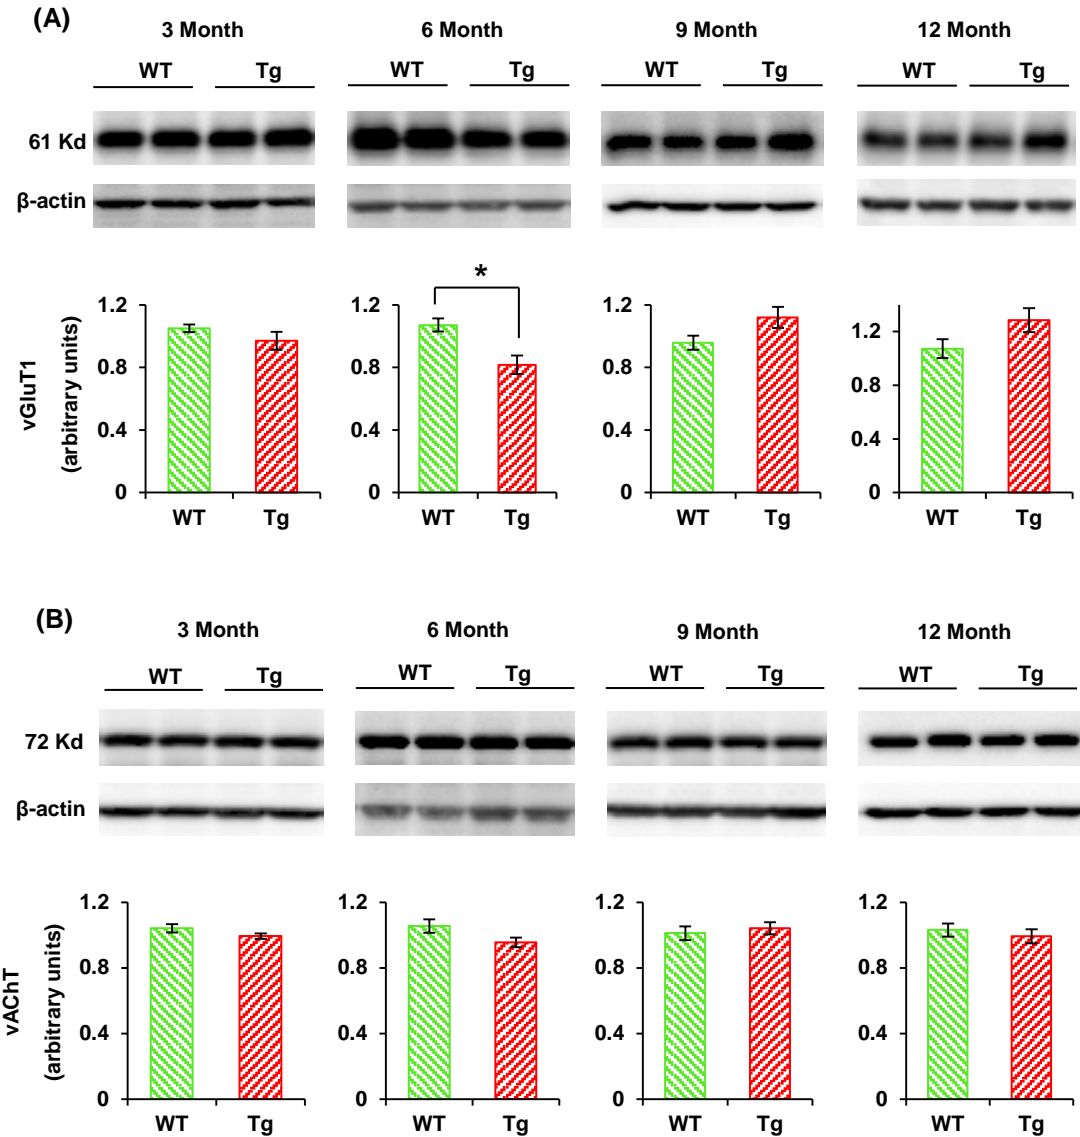 (A)
3 Month 6 Month 9 Month 12 Month
WT Tg WT Tg WT Tg WT Tg
61 Kd
β-actin
*
vGluT1
(arbitrary units)
1.2 1.2 1.2 1.2
0.8 0.8 0.8 0.8
0.4 0.4 0.4 0.4
0 0 0 0
WT Tg WT Tg WT Tg WT Tg
(B)
3 Month 6 Month 9 Month 12 Month
WT Tg WT Tg WT Tg WT Tg
72 Kd
β-actin
vAChT
(arbitrary units)
1.2 1.2 1.2 1.2
0.8 0.8 0.8 0.8
0.4 0.4 0.4 0.4
0 0 0 0
WT Tg WT Tg WT Tg WT Tg